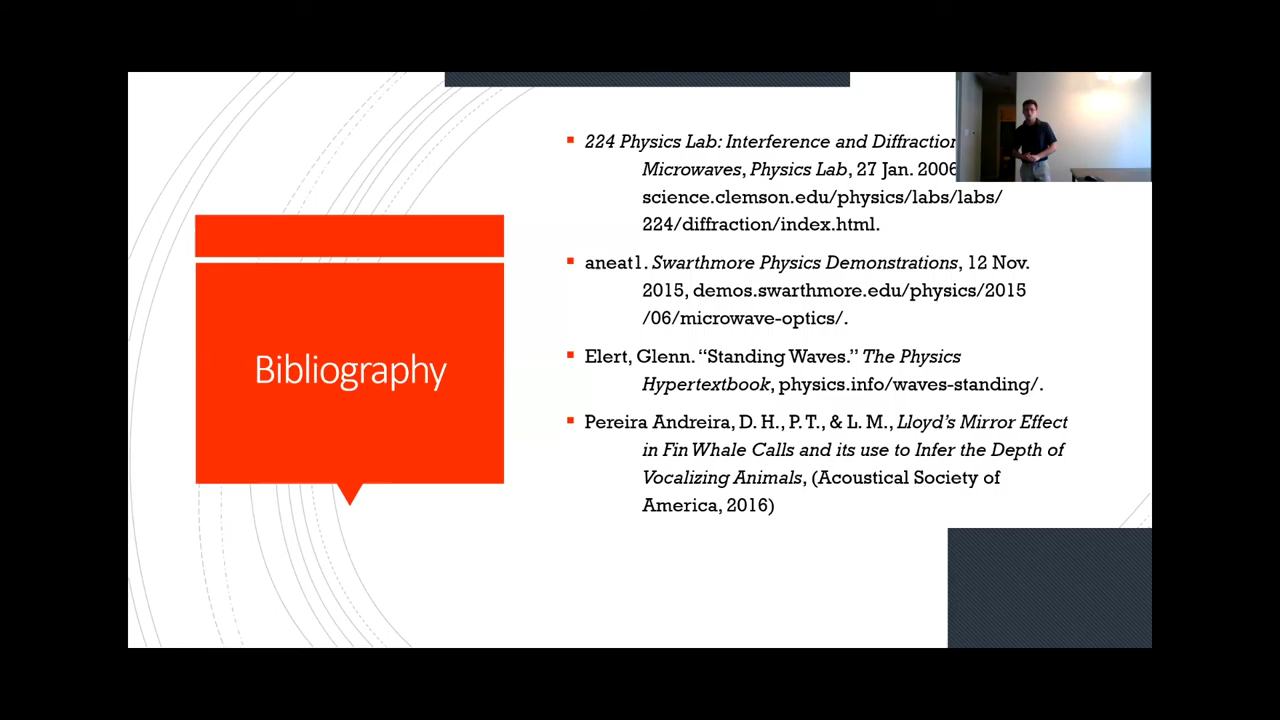 Bibliography
224 Physics Lab: Interference and Diffraction
Microwaves, Physics Lab, 27 Jan. 2006
science.clemson.edu/physics/labs/labs/
224/diffraction/index.html.
aneat1. Swarthmore Physics Demonstrations, 12 Nov.
2015, demos.swarthmore.edu/physics/2015
/06/microwave-optics/.
Elert, Glenn. “Standing Waves.” The Physics
Hypertextbook, physics.info/waves-standing/.
Pereira Andreira, D. H., P. T., & L. M., Lloyd’s Mirror Effect
in Fin Whale Calls and its use to Infer the Depth of
Vocalizing Animals, (Acoustical Society of
America, 2016)